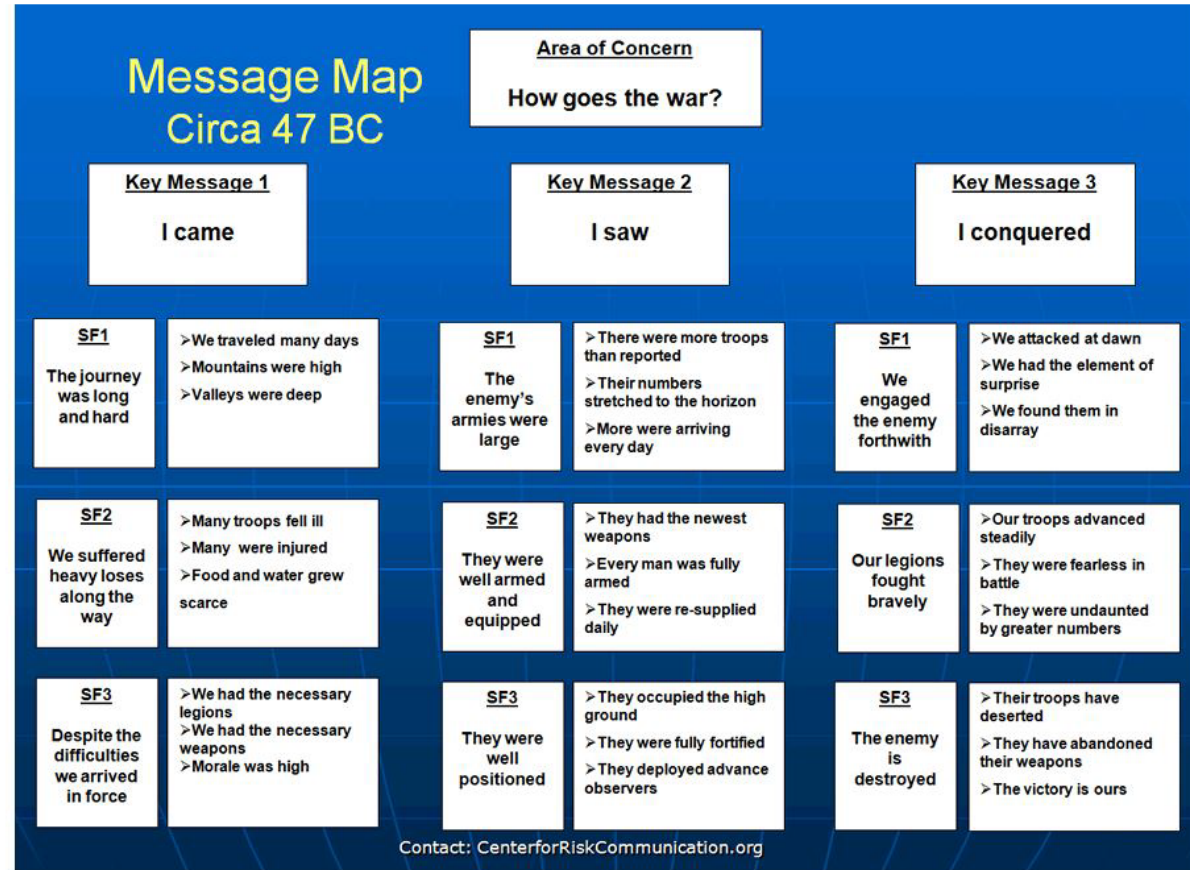 Message Map
Circa 47 BC
Area of Concern
How goes the war?
Key Message 1
I came
Key Message 2
I saw
Key Message 3
I conquered
SF1
The journey
was long
and hard
➢We traveled many days
➢Mountains were high
➢Valleys were deep
SF1
The
enemy's
armies were
large
➢There were more troops
than reported
➢Their numbers
stretched to the horizon
➢More were arriving
every day
SF1
We
engaged
the enemy
forthwith
➢We attacked at dawn
➢We had the element of
surprise
➢We found them in
disarray
SF2
We suffered
heavy loses
along the
way
➢Many troops fell ill
➢Many were injured
➢Food and water grew
scarce
SF2
They were
well armed
and
equipped
➢They had the newest
weapons
➢Every man was fully
armed
➢They were re-supplied
daily
SF2
Our legions
fought
bravely
➢Our troops advanced
steadily
➢They were fearless in
battle
➢They were undaunted
by greater numbers
SF3
Despite the
difficulties
we arrived
in force
➢We had the necessary
legions
➢We had the necessary
weapons
➢Morale was high
SF3
They were
well
positioned
➢They occupied the high
ground
➢They were fully fortified
➢They deployed advance
observers
SF3
The enemy
is
destroyed
➢Their troops have
deserted
➢They have abandoned
their weapons
➢The victory is ours
Contact: CenterforRiskCommunication.org